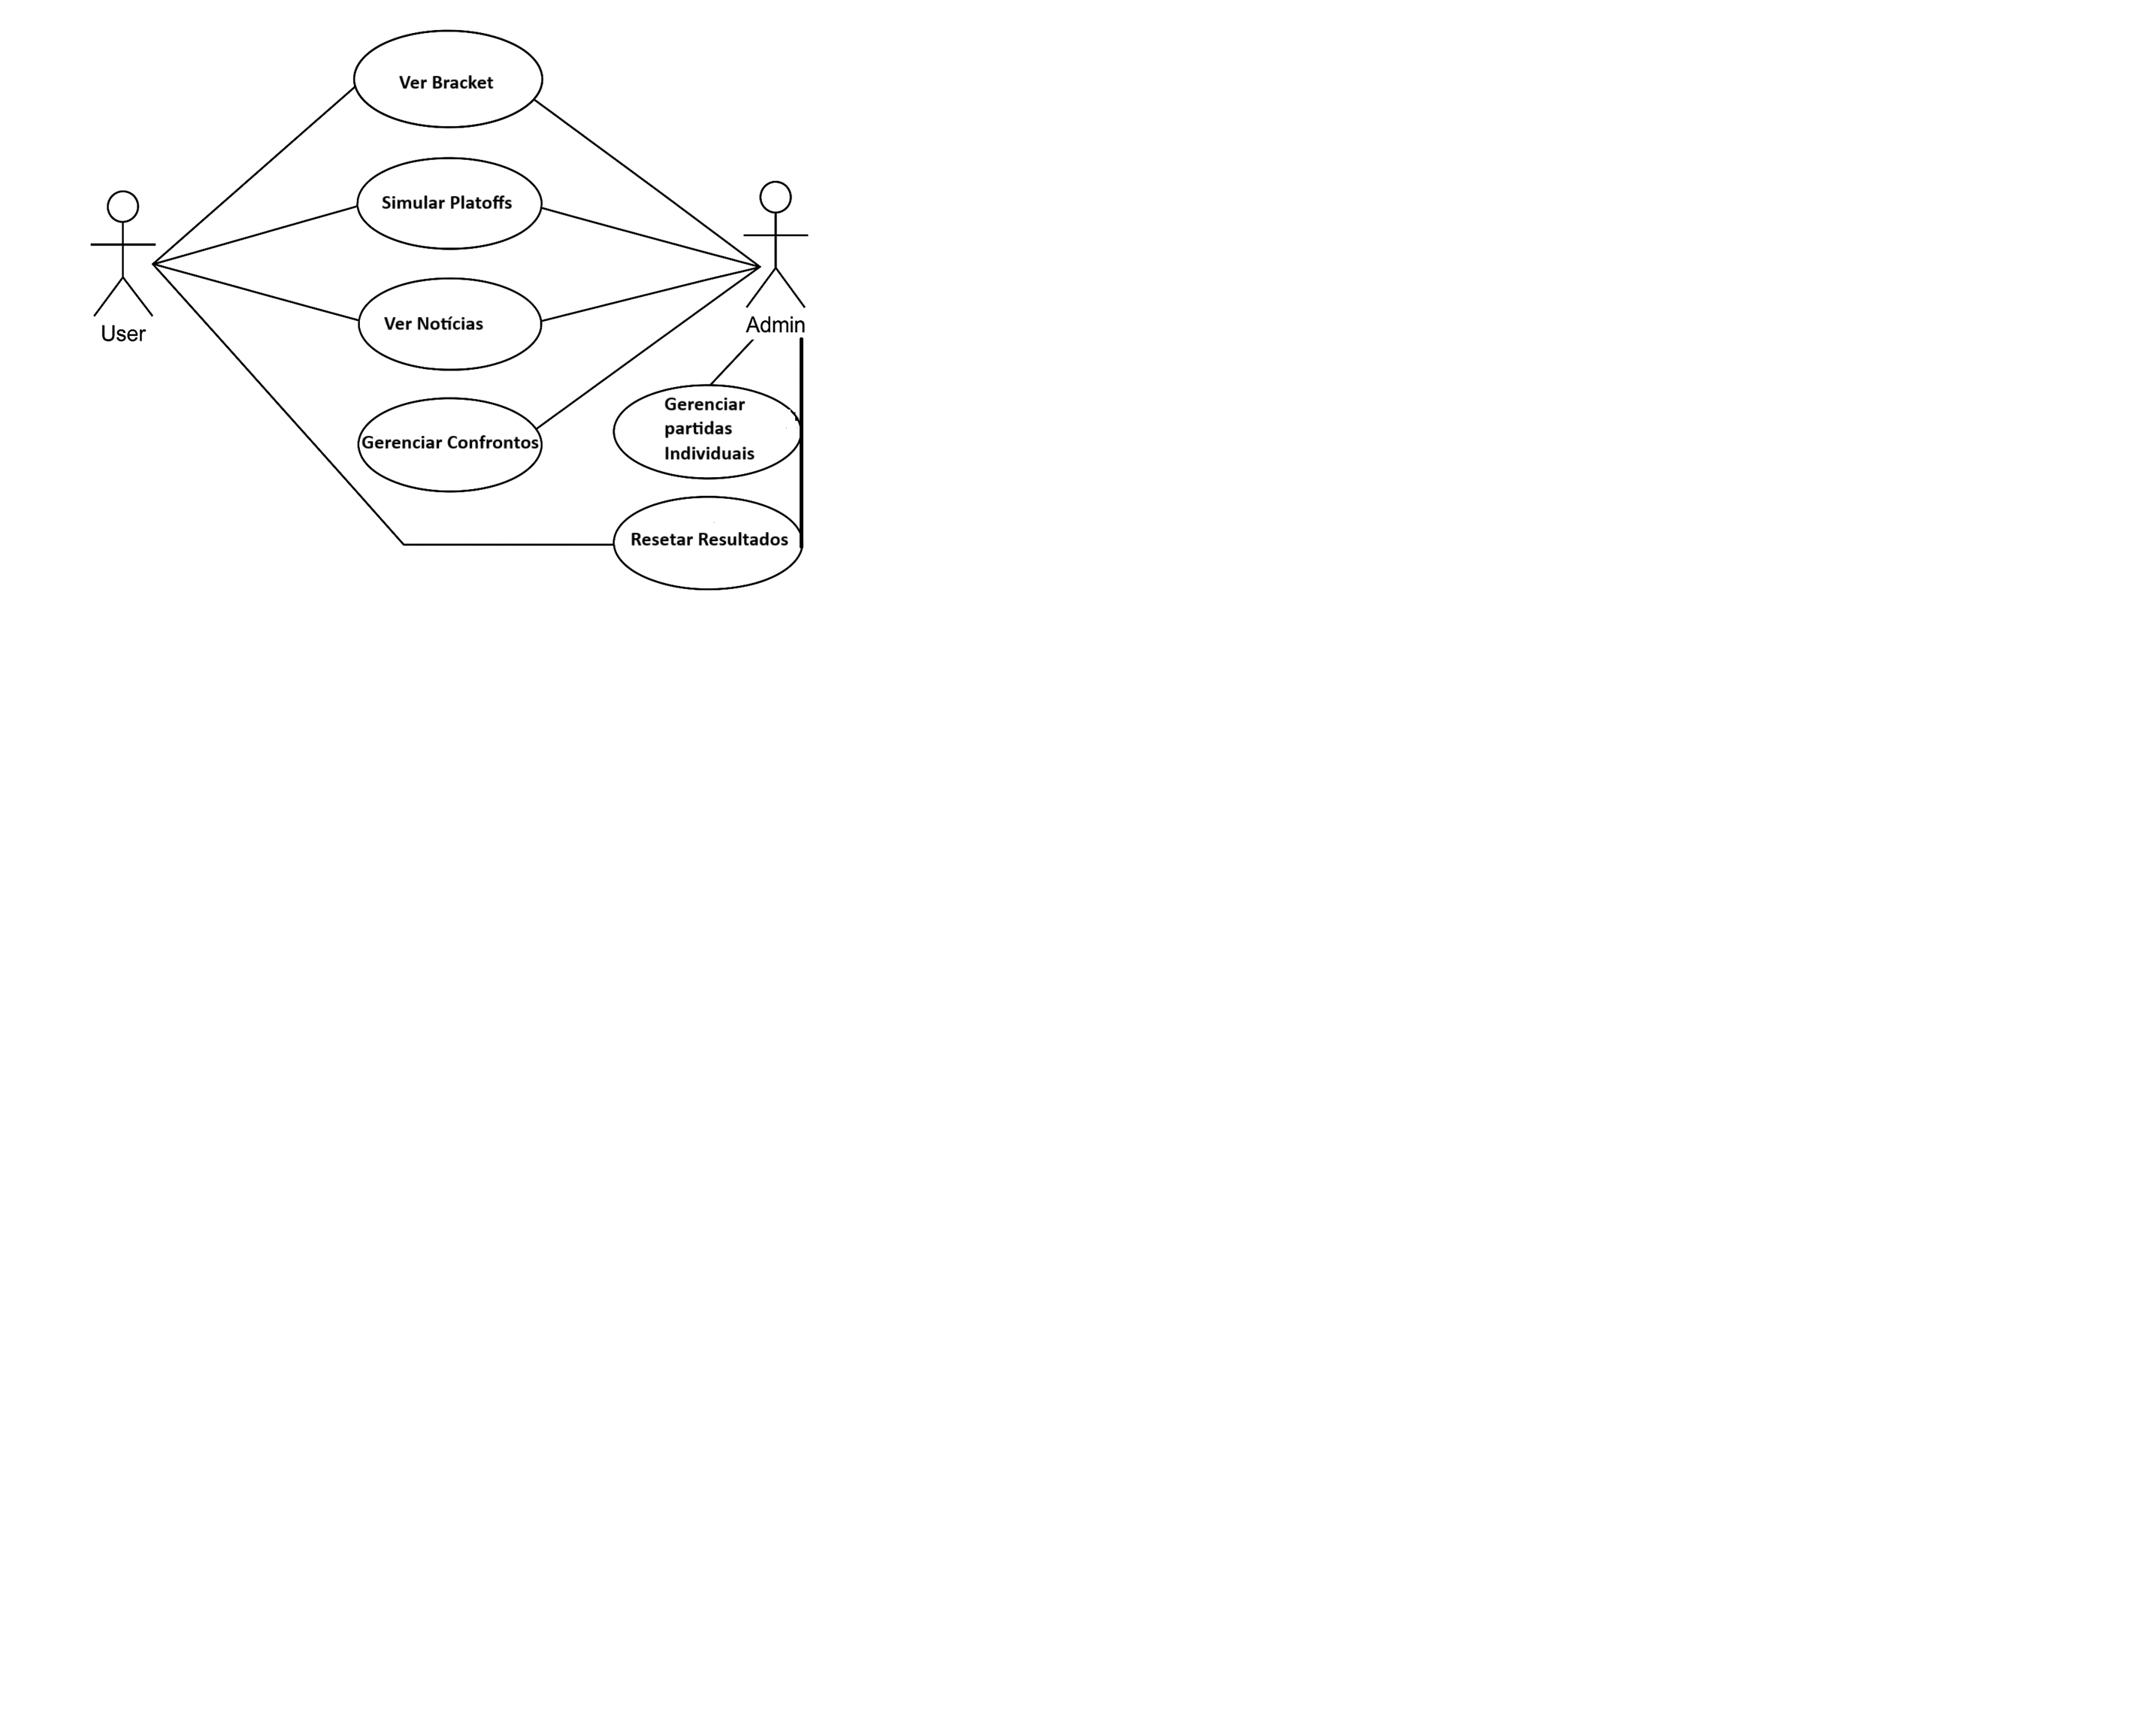 Ver Bracket
Simular Platoffs
User
Admin
Ver Notícias
Gerenciar Confrontos
Gerenciar
partidas
Individuais
Resetar Resultados